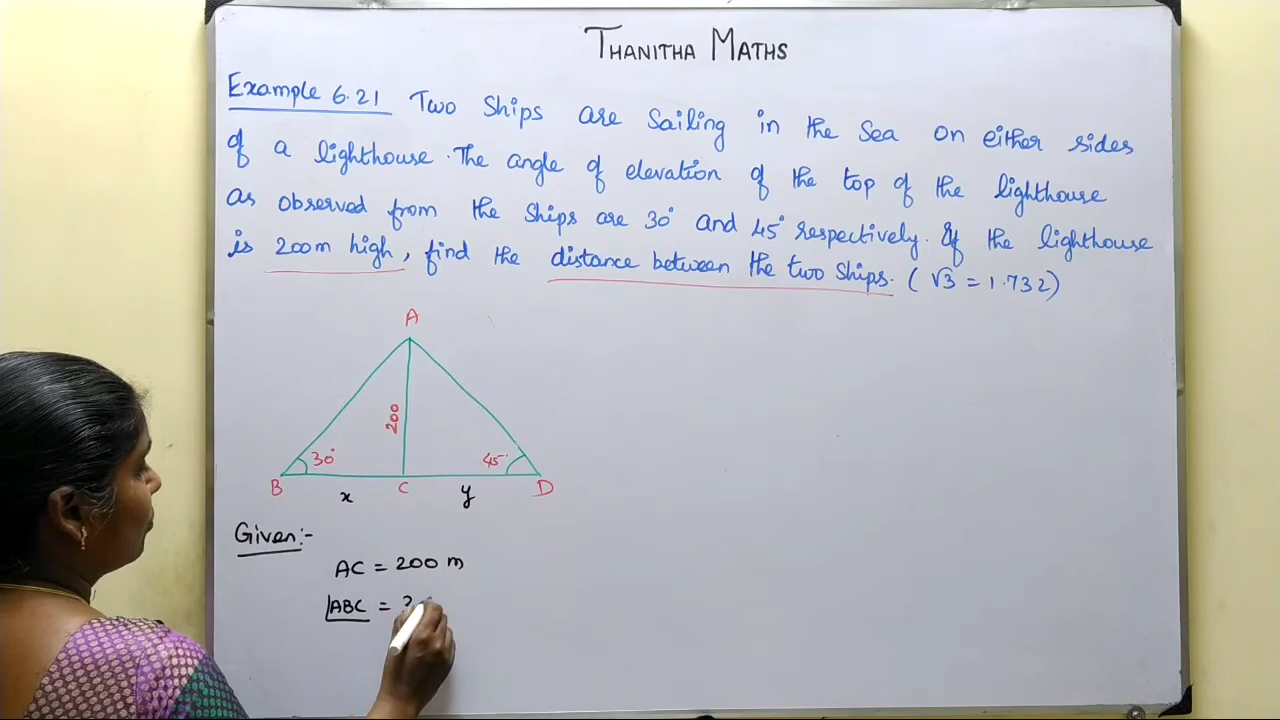 THANITHA MATHS
Example 6.21 Two Ships are Sailing in the Sea on either sides
of a lighthouse. The angle of elevation of the top of the lighthouse
as observed from the Ships are 30° and 45° respectively. If the lighthouse
is 200m high, find the distance between the two Ships. (√3 = 1.732)
A
200
30°
45°
B
x
C
y
D
Given:-
AC = 200 m
∠ABC =